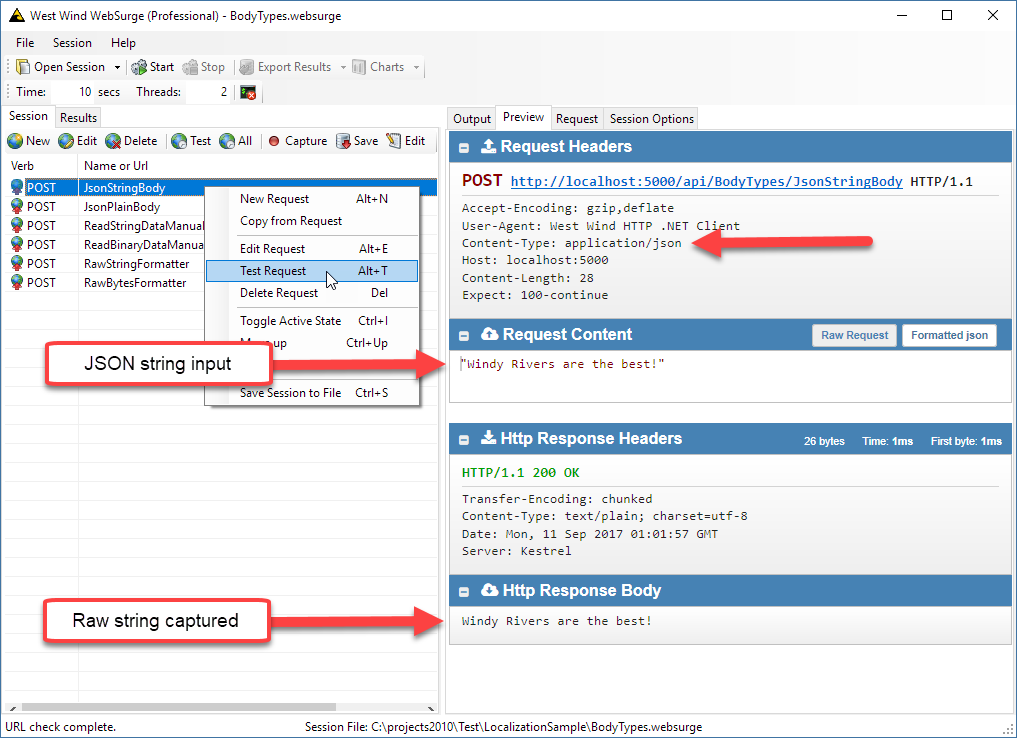 West Wind WebSurge (Professional) - BodyTypes.websurge
File Session Help
Open Session Start Stop Export Results Charts
Time: 10 secs Threads: 2
Session Results
New Edit Delete Test All Capture Save Edit
Verb Name or Url
POST JsonStringBody
POST JsonPlainBody
POST ReadStringDataManual
POST ReadBinaryDataManua
POST RawStringFormatter
POST RawBytesFormatter
New Request Alt+N
Copy from Request
Edit Request Alt+E
Test Request Alt+T
Delete Request Del
Toggle Active State Ctrl+I
up Ctrl+Up
Save Session to File Ctrl+S
JSON string input
Raw string captured
Output Preview Request Session Options
Request Headers
POST http://localhost:5000/api/BodyTypes/JsonStringBody HTTP/1.1
Accept-Encoding: gzip,deflate
User-Agent: West Wind HTTP .NET Client
Content-Type: application/json
Host: localhost:5000
Content-Length: 28
Expect: 100-continue
Request Content Raw Request Formatted json
"Windy Rivers are the best!"
Http Response Headers 26 bytes Time: 1ms First byte: 1ms
HTTP/1.1 200 OK
Transfer-Encoding: chunked
Content-Type: text/plain; charset=utf-8
Date: Mon, 11 Sep 2017 01:01:57 GMT
Server: Kestrel
Http Response Body
Windy Rivers are the best!
URL check complete. Session File: C:\projects2010\Test\LocalizationSample\BodyTypes.websurge